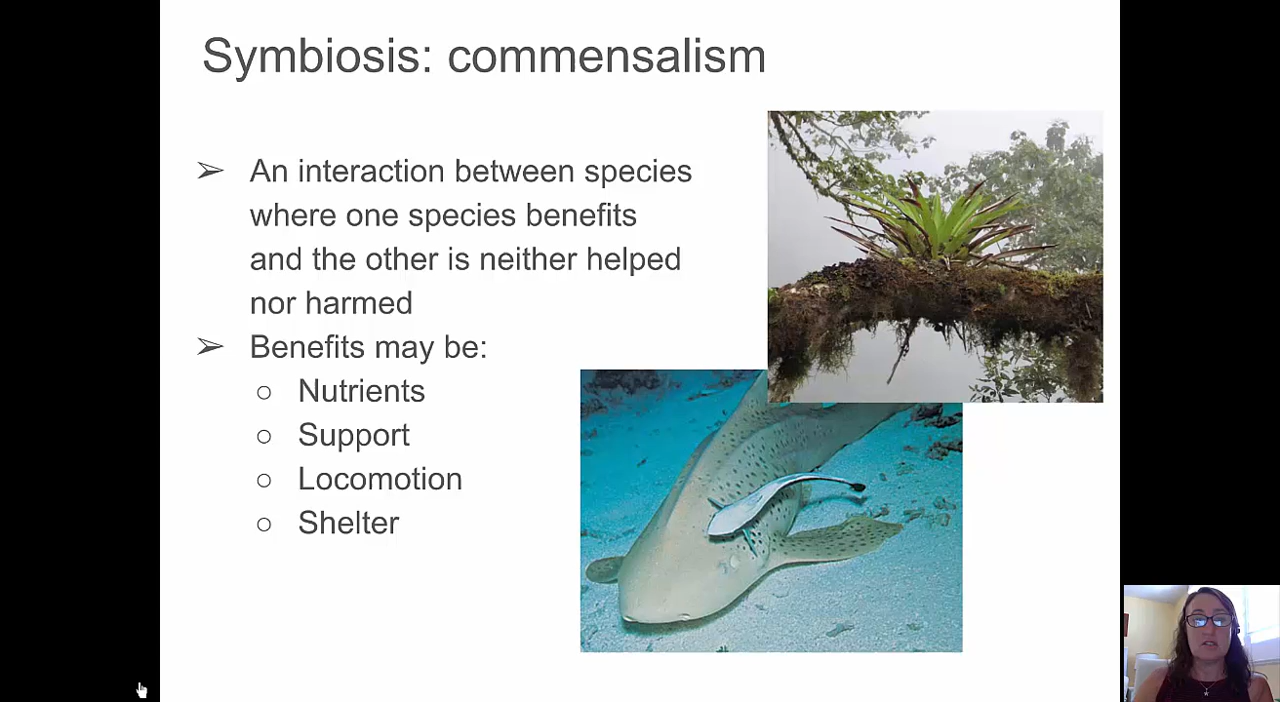 Symbiosis: commensalism
➢ An interaction between species
where one species benefits
and the other is neither helped
nor harmed
➢ Benefits may be:
○ Nutrients
○ Support
○ Locomotion
○ Shelter